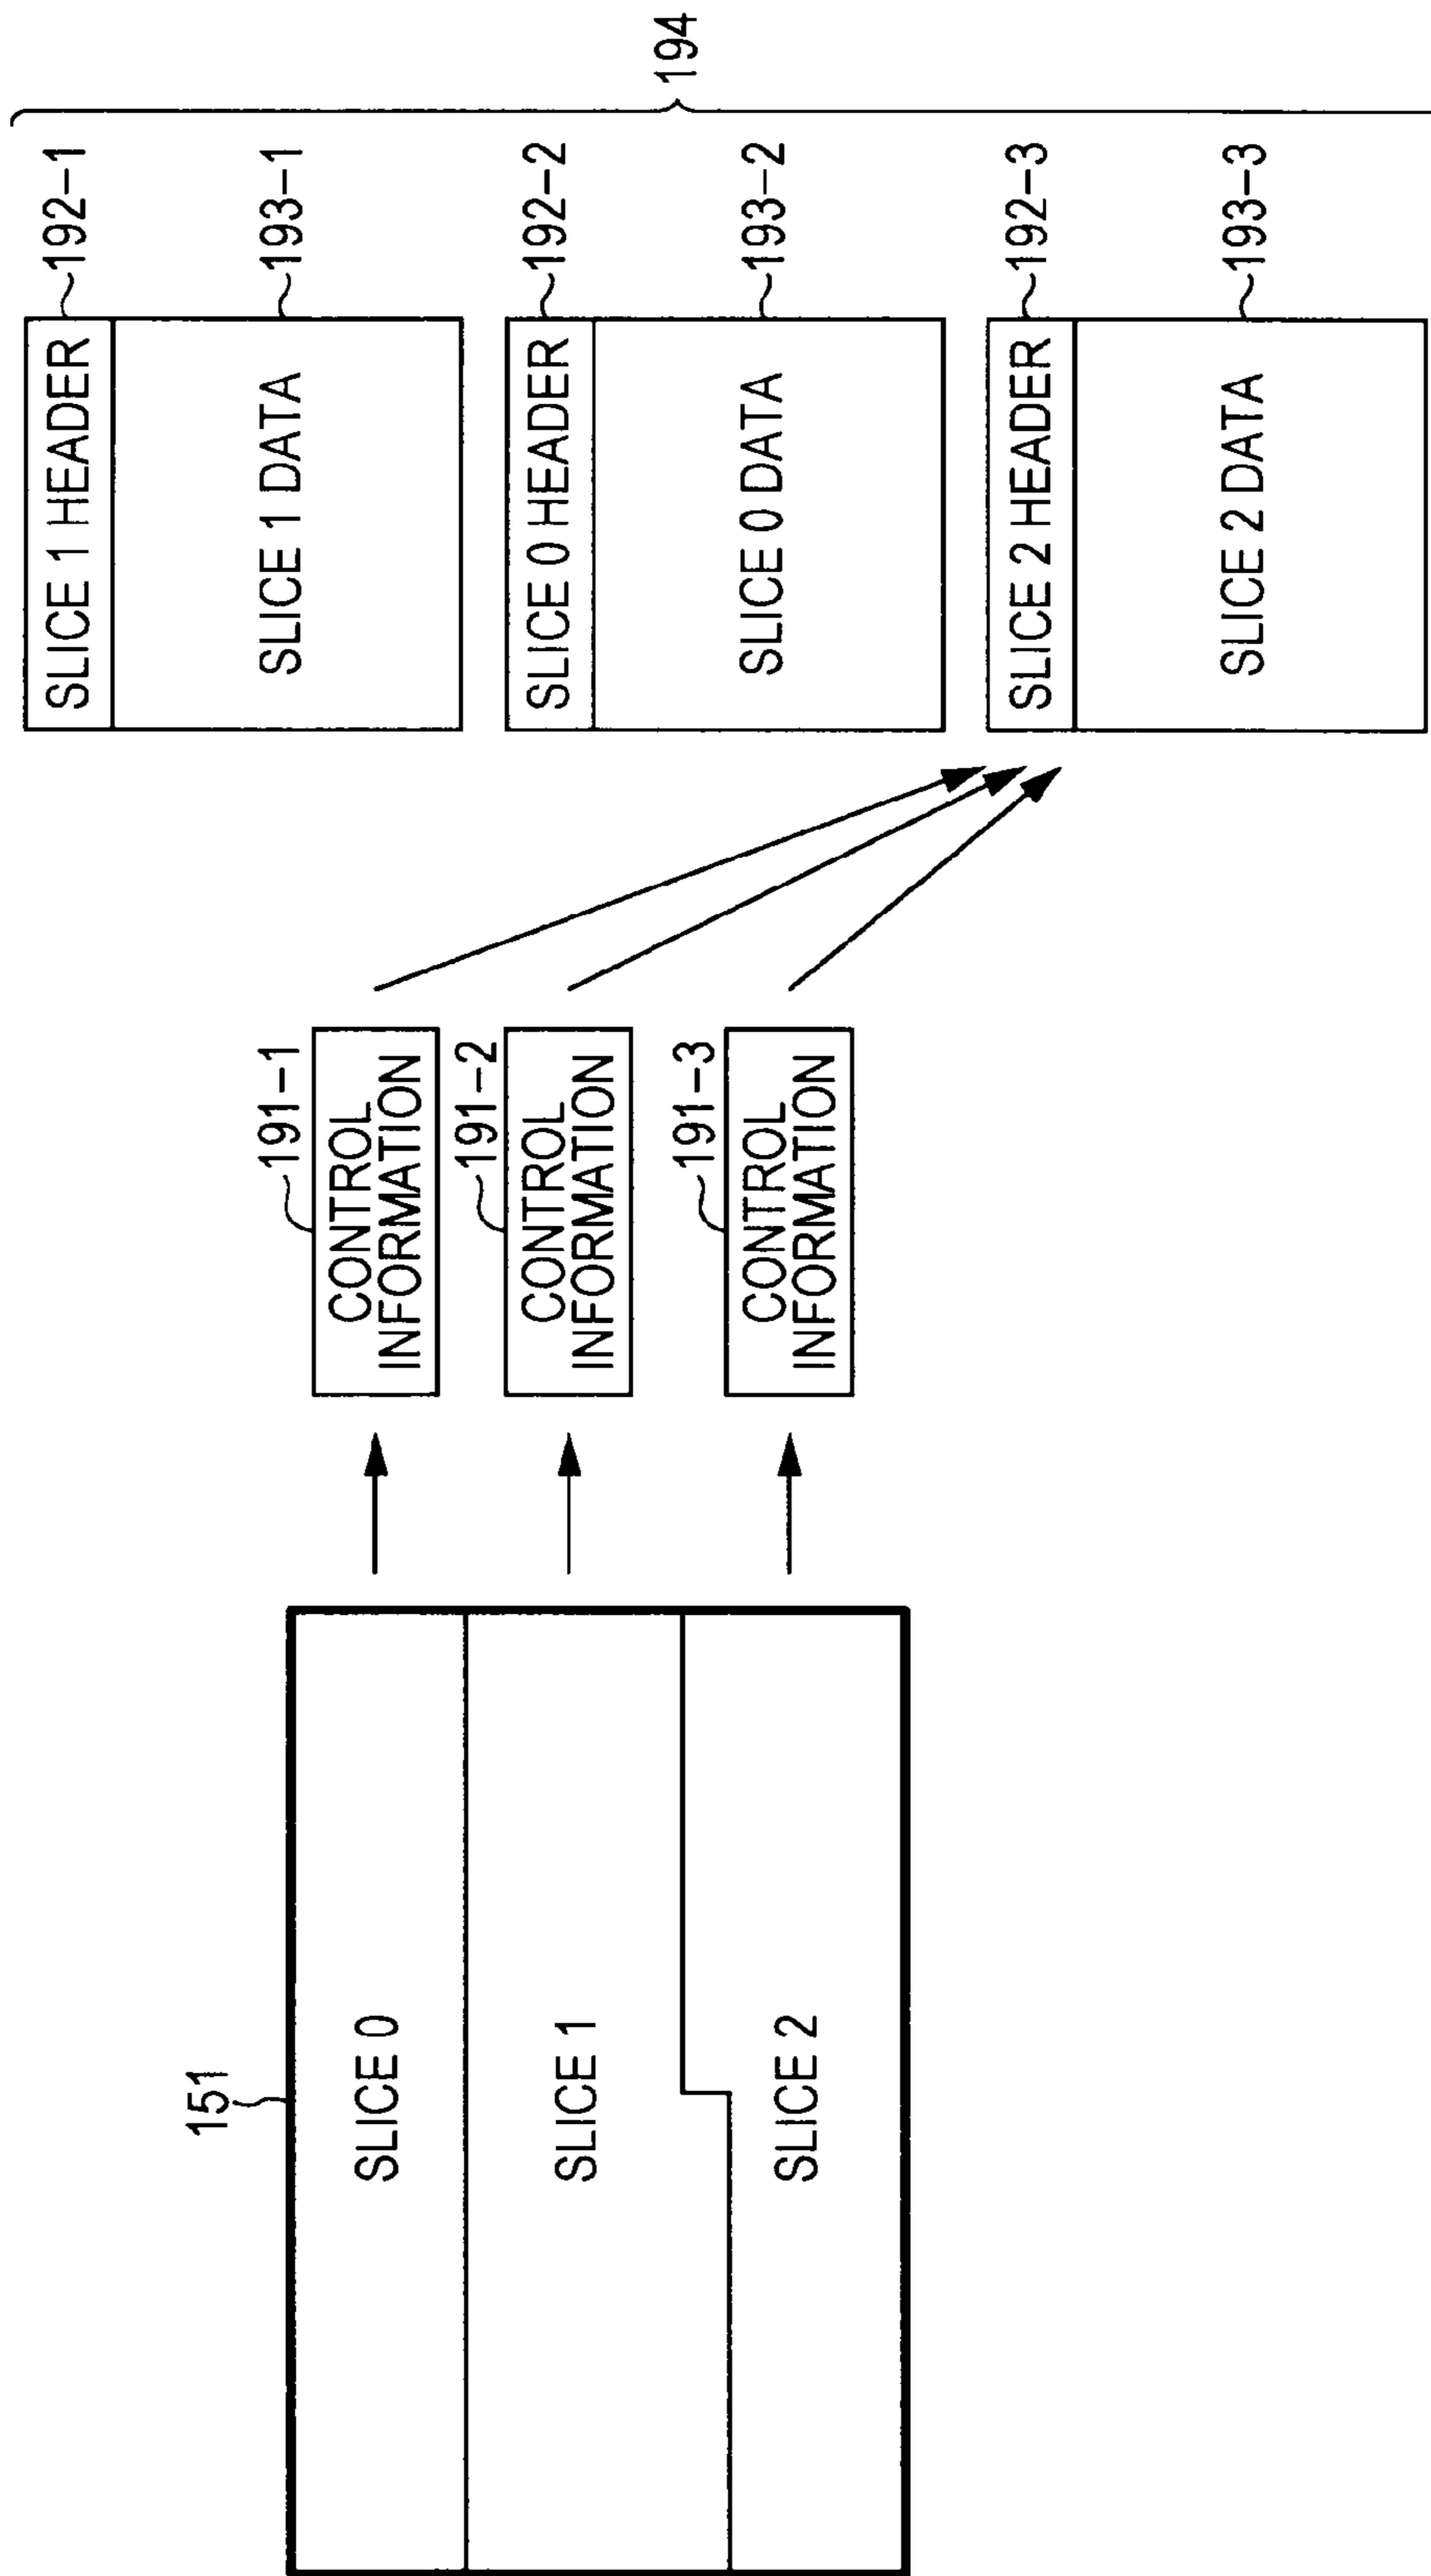 151
SLICE 0
SLICE 1
SLICE 2
191-1
CONTROL
INFORMATION
191-2
CONTROL
INFORMATION
191-3
CONTROL
INFORMATION
SLICE 1 HEADER
192-1
SLICE 1 DATA
193-1
SLICE 0 HEADER
192-2
SLICE 0 DATA
193-2
SLICE 2 HEADER
192-3
SLICE 2 DATA
193-3
194